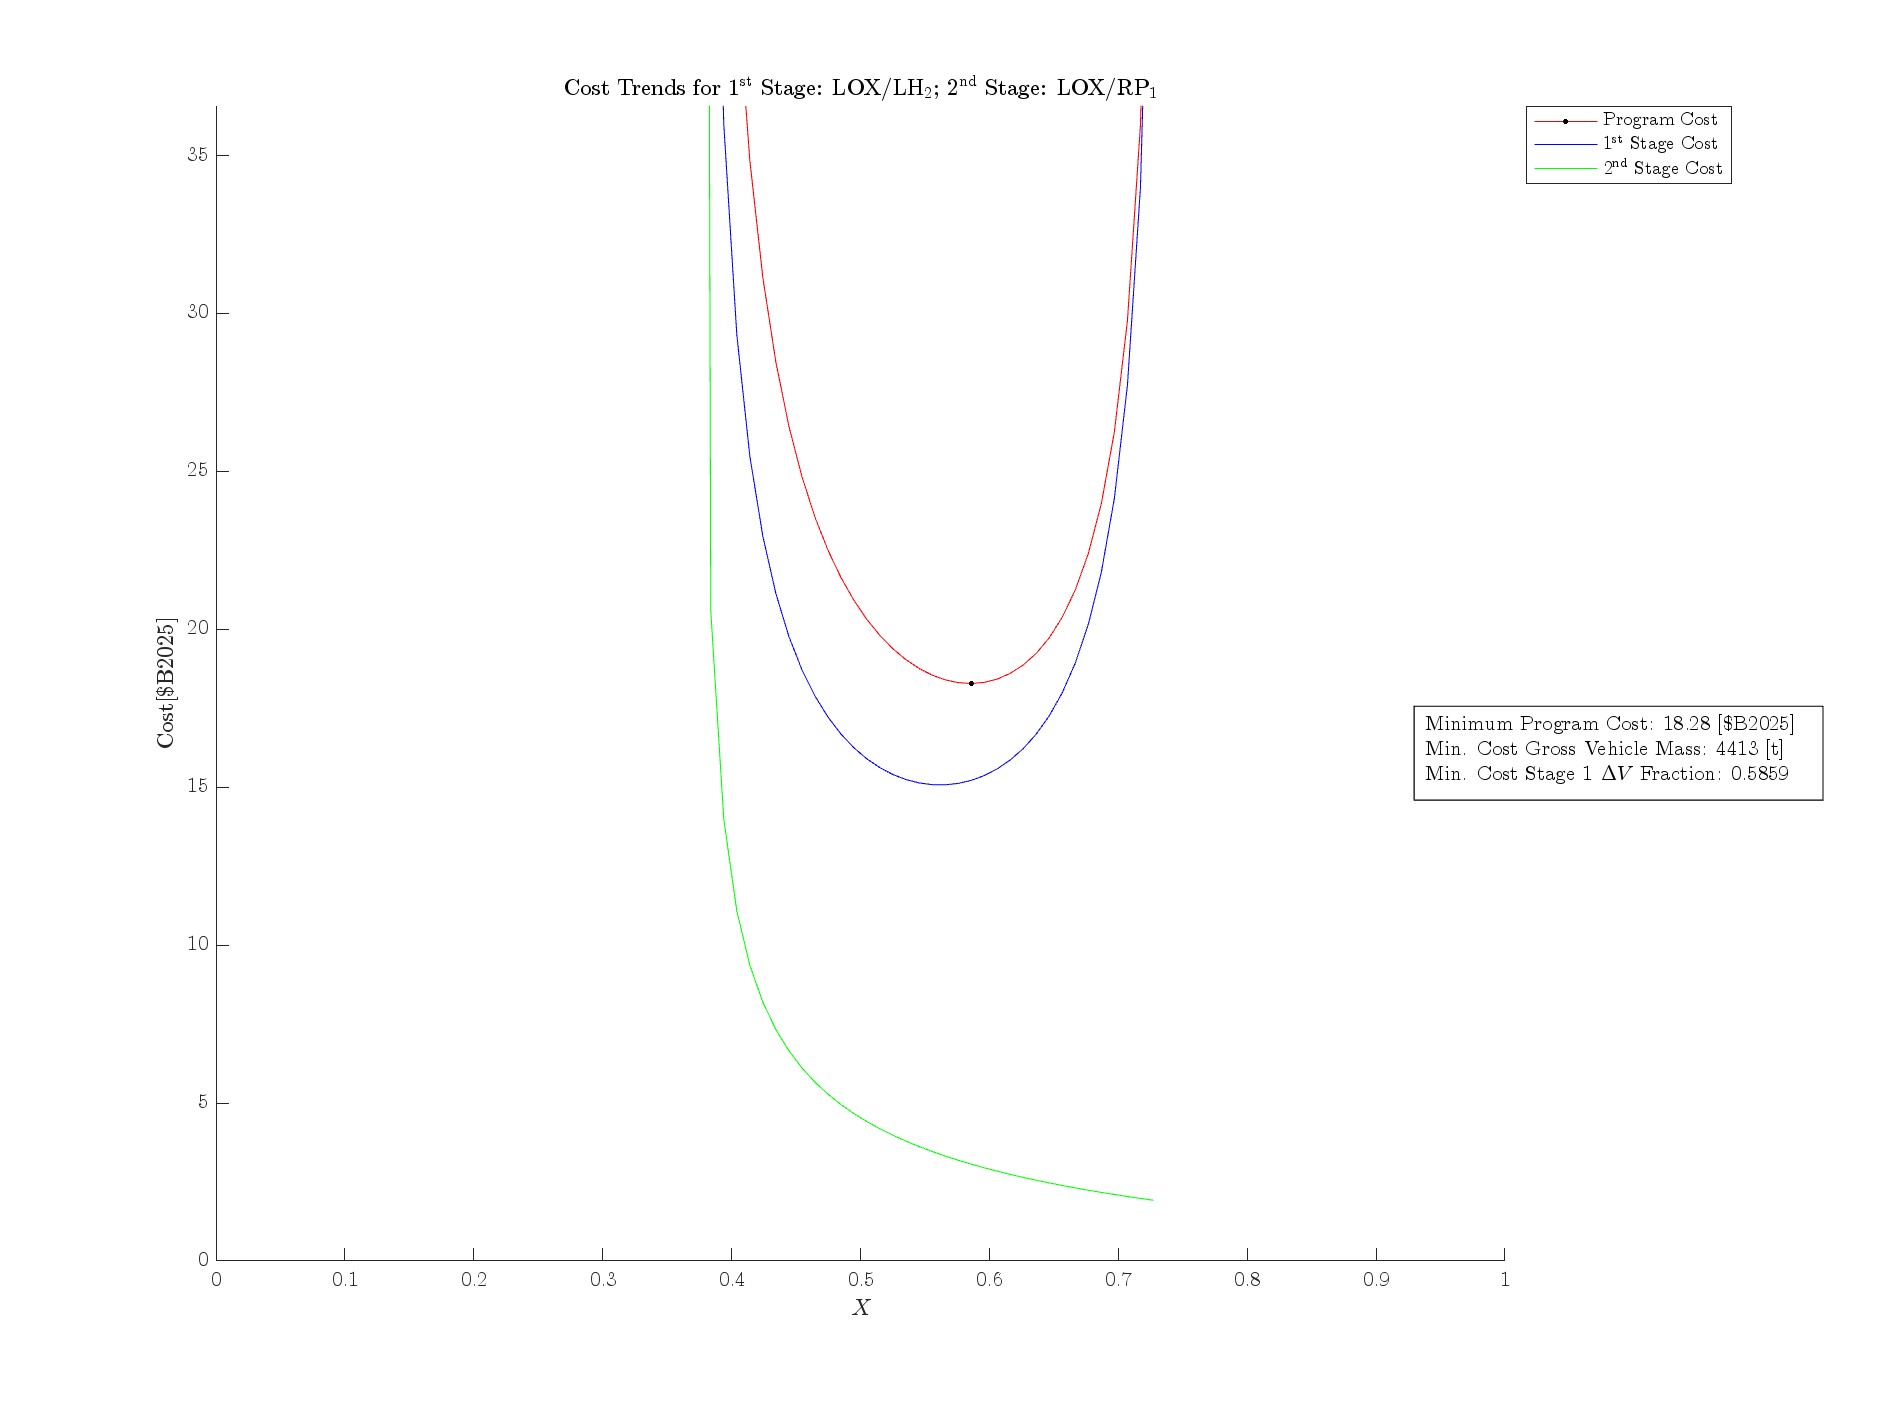 Cost Trends for 1st Stage: LOX/LH₂; 2nd Stage: LOX/RP₁
Program Cost
1st Stage Cost
2nd Stage Cost
35
30
25
20
15
10
5
0
Cost[$B2025]
Minimum Program Cost: 18.28 [$B2025]
Min. Cost Gross Vehicle Mass: 4413 [t]
Min. Cost Stage 1 ΔV Fraction: 0.5859
0 0.1 0.2 0.3 0.4 0.5 0.6 0.7 0.8 0.9 1
X